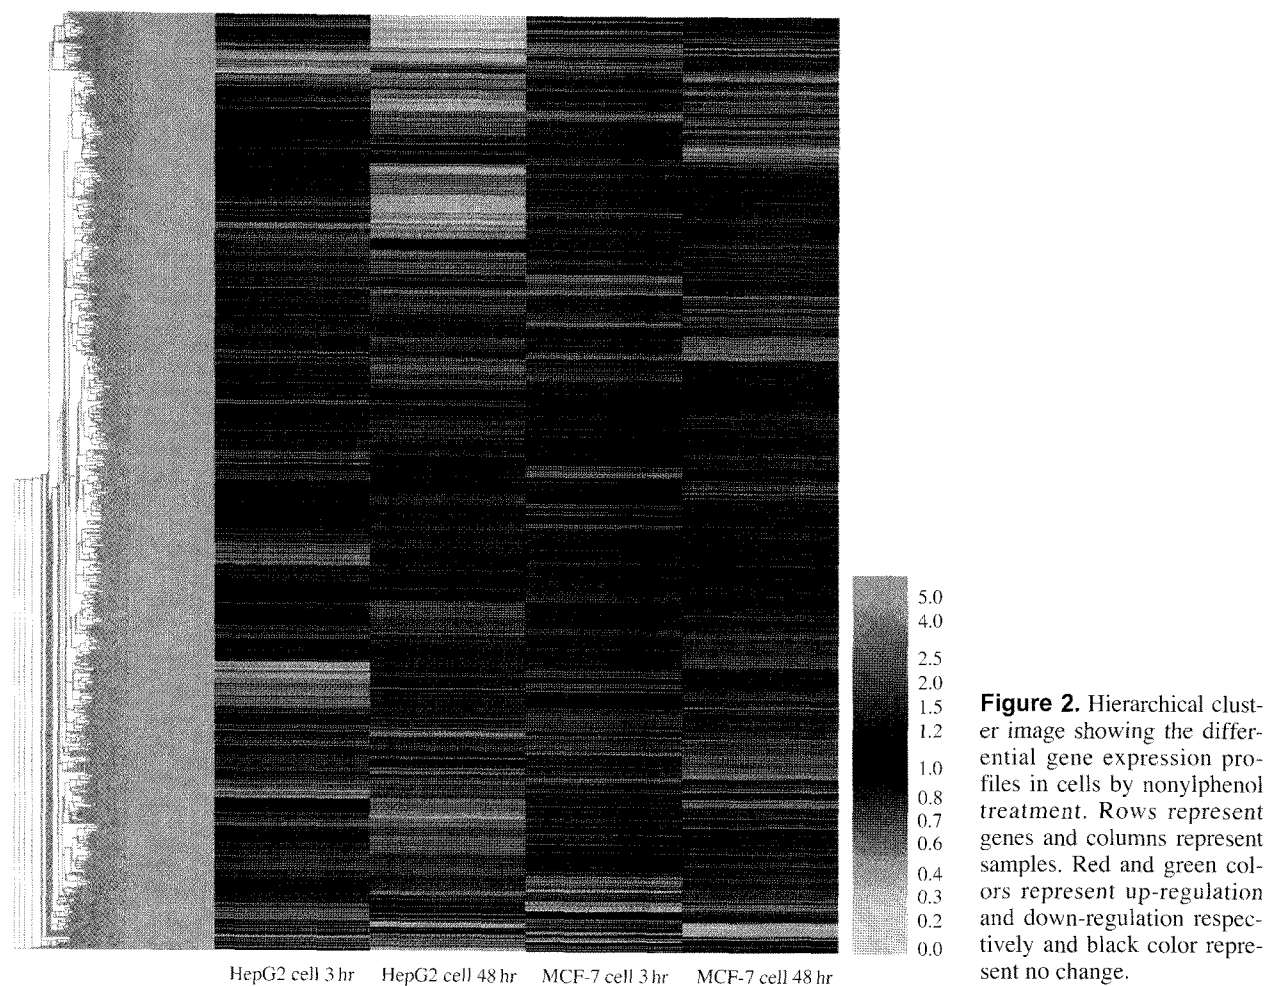 5.0
4.0
2.5
2.0
1.5
1.2
1.0
0.8
0.7
0.6
0.4
0.3
0.2
0.0
HepG2 cell 3 hr HepG2 cell 48 hr MCF-7 cell 3 hr MCF-7 cell 48 hr
Figure 2. Hierarchical clust-
er image showing the differ-
ential gene expression pro-
files in cells by nonylphenol
treatment. Rows represent
genes and columns represent
samples. Red and green col-
ors represent up-regulation
and down-regulation respec-
tively and black color repre-
sent no change.